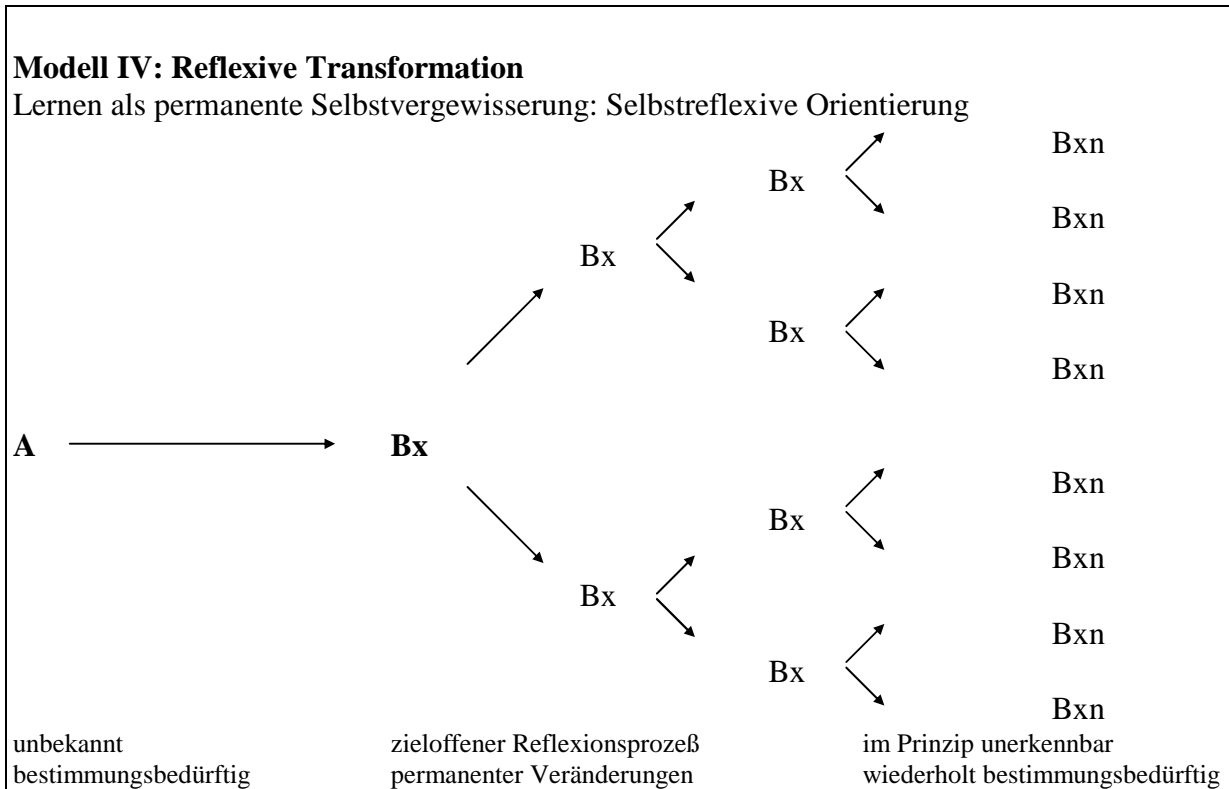 Modell IV: Reflexive Transformation
Lernen als permanente Selbstvergewisserung: Selbstreflexive Orientierung
Bxn
Bx
Bxn
Bx
Bxn
Bx
Bxn
A Bx
Bxn
Bx
Bxn
Bx
Bxn
Bx
Bxn
unbekannt zieloffener Reflexionsprozeß im Prinzip unerkennbar
bestimmungsbedürftig permanenter Veränderungen wiederholt bestimmungsbedürftig